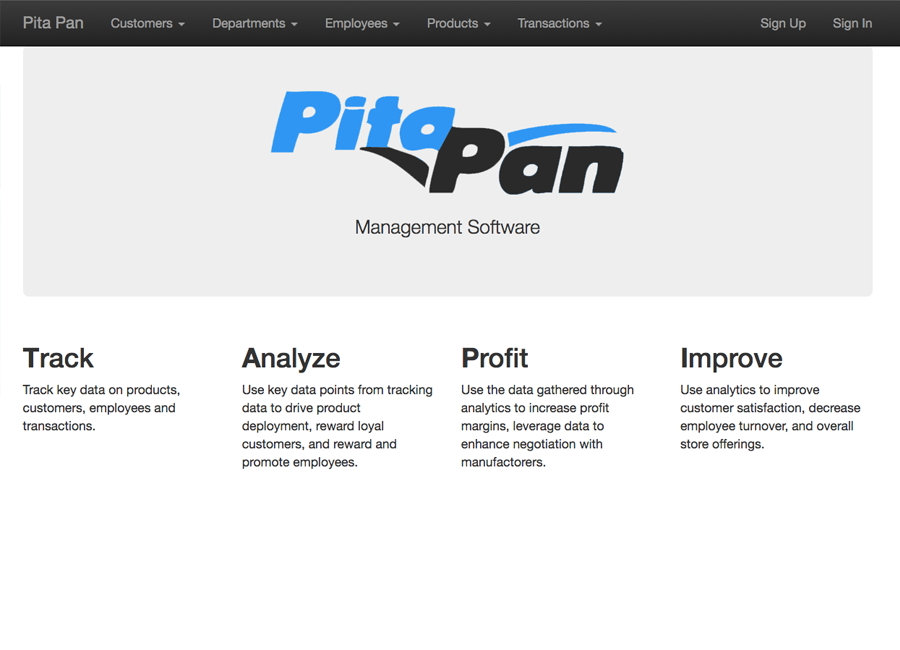 Pita Pan Customers Departments Employees Products Transactions Sign Up Sign In
Pita
Pan
Management Software
Track
Track key data on products,
customers, employees and
transactions.
Analyze
Use key data points from tracking
data to drive product
deployment, reward loyal
customers, and reward and
promote employees.
Profit
Use the data gathered through
analytics to increase profit
margins, leverage data to
enhance negotiation with
manufactorers.
Improve
Use analytics to improve
customer satisfaction, decrease
employee turnover, and overall
store offerings.